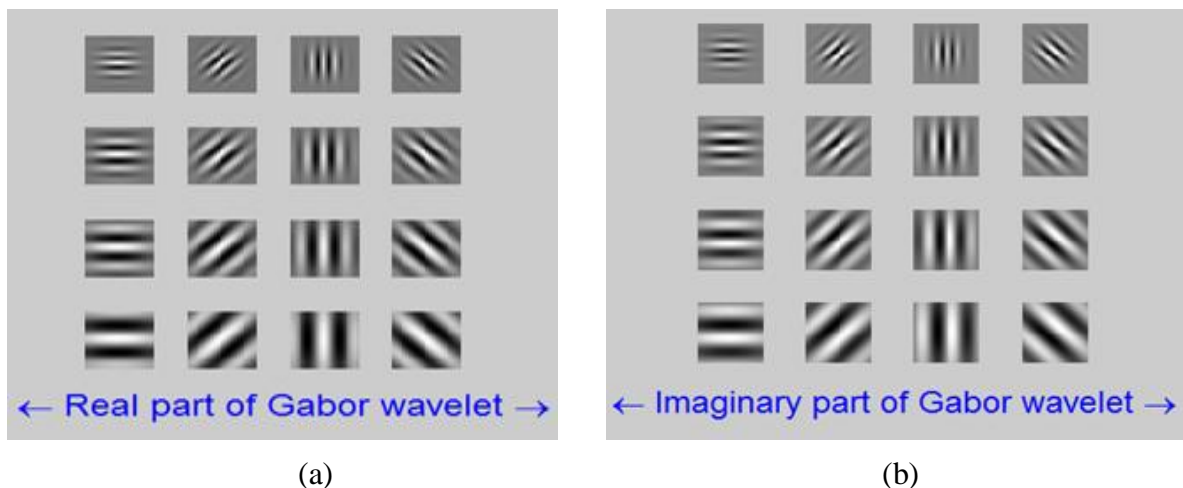 ← Real part of Gabor wavelet →
← Imaginary part of Gabor wavelet →
(a)
(b)